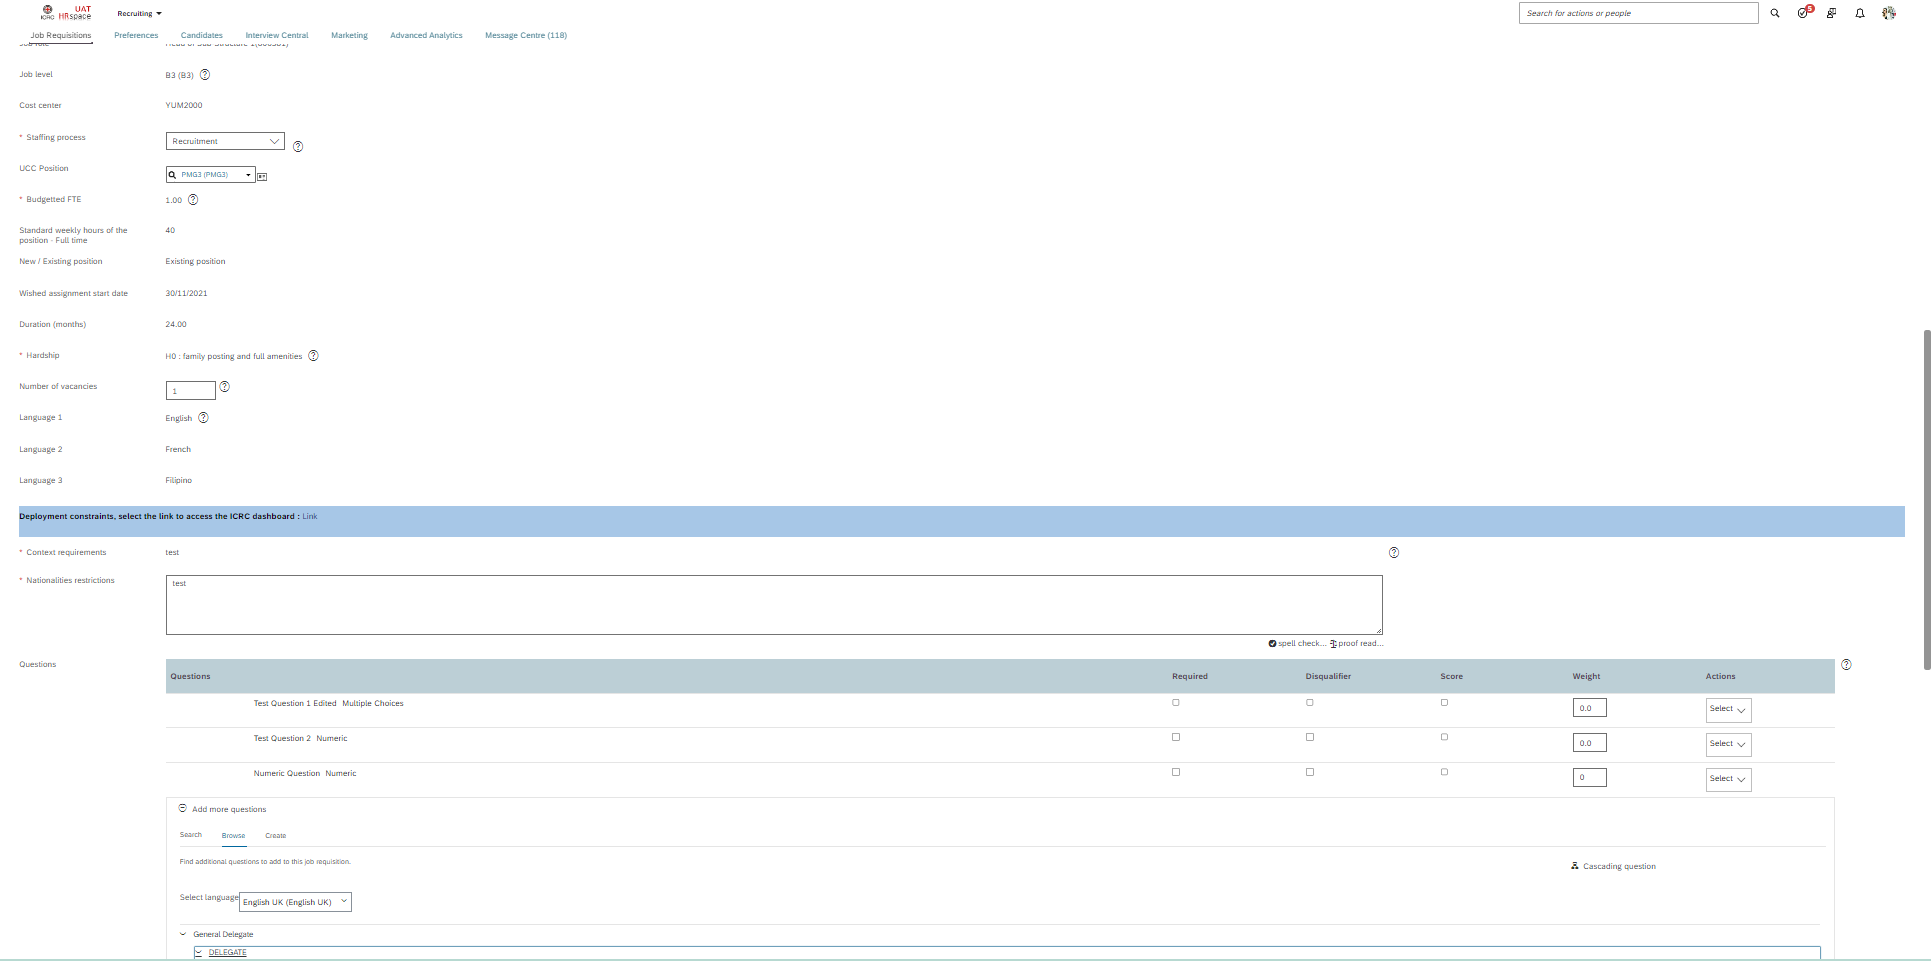 ICRC
UAT
HRspace
Recruiting
Search for actions or people
5
Job Requisitions
Preferences
Candidates
Interview Central
Marketing
Advanced Analytics
Message Centre (118)
Job level
B3 (B3)
Cost center
YUM2000
* Staffing process
Recruitment
UCC Position
PMG3 (PMG3)
* Budgetted FTE
1.00
Standard weekly hours of the
position - Full time
40
New / Existing position
Existing position
Wished assignment start date
30/11/2021
Duration (months)
24.00
* Hardship
H0 : family posting and full amenities
Number of vacancies
1
Language 1
English
Language 2
French
Language 3
Filipino
Deployment constraints, select the link to access the ICRC dashboard : Link
* Context requirements
test
* Nationalities restrictions
test
spell check... proof read...
Questions
Questions
Required
Disqualifier
Score
Weight
Actions
Test Question 1 Edited Multiple Choices
0.0
Select
Test Question 2 Numeric
0.0
Select
Numeric Question Numeric
0
Select
Add more questions
Search
Browse
Create
Find additional questions to add to this job requisition.
Cascading question
Select language
English UK (English UK)
General Delegate
DELEGATE